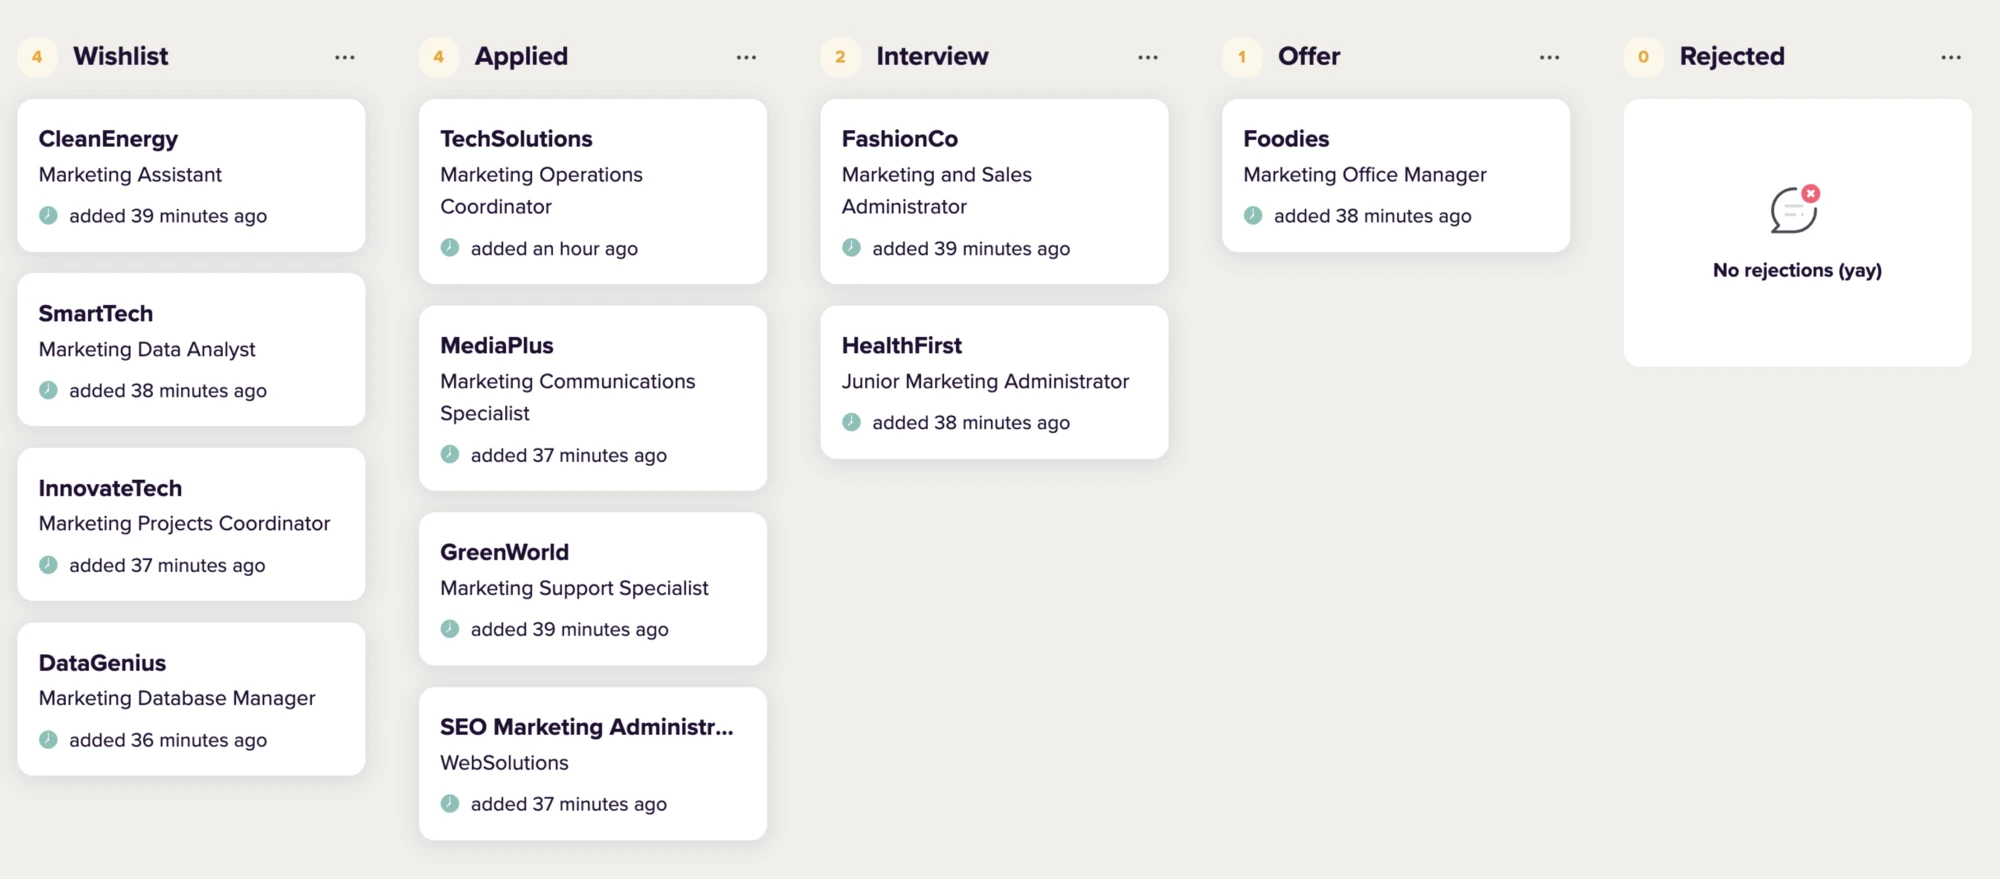 4 Wishlist ...
CleanEnergy
Marketing Assistant
added 39 minutes ago
SmartTech
Marketing Data Analyst
added 38 minutes ago
InnovateTech
Marketing Projects Coordinator
added 37 minutes ago
DataGenius
Marketing Database Manager
added 36 minutes ago
4 Applied ...
TechSolutions
Marketing Operations
Coordinator
added an hour ago
MediaPlus
Marketing Communications
Specialist
added 37 minutes ago
GreenWorld
Marketing Support Specialist
added 39 minutes ago
SEO Marketing Administr...
WebSolutions
added 37 minutes ago
2 Interview ...
FashionCo
Marketing and Sales
Administrator
added 39 minutes ago
HealthFirst
Junior Marketing Administrator
added 38 minutes ago
1 Offer ...
Foodies
Marketing Office Manager
added 38 minutes ago
0 Rejected ...
No rejections (yay)